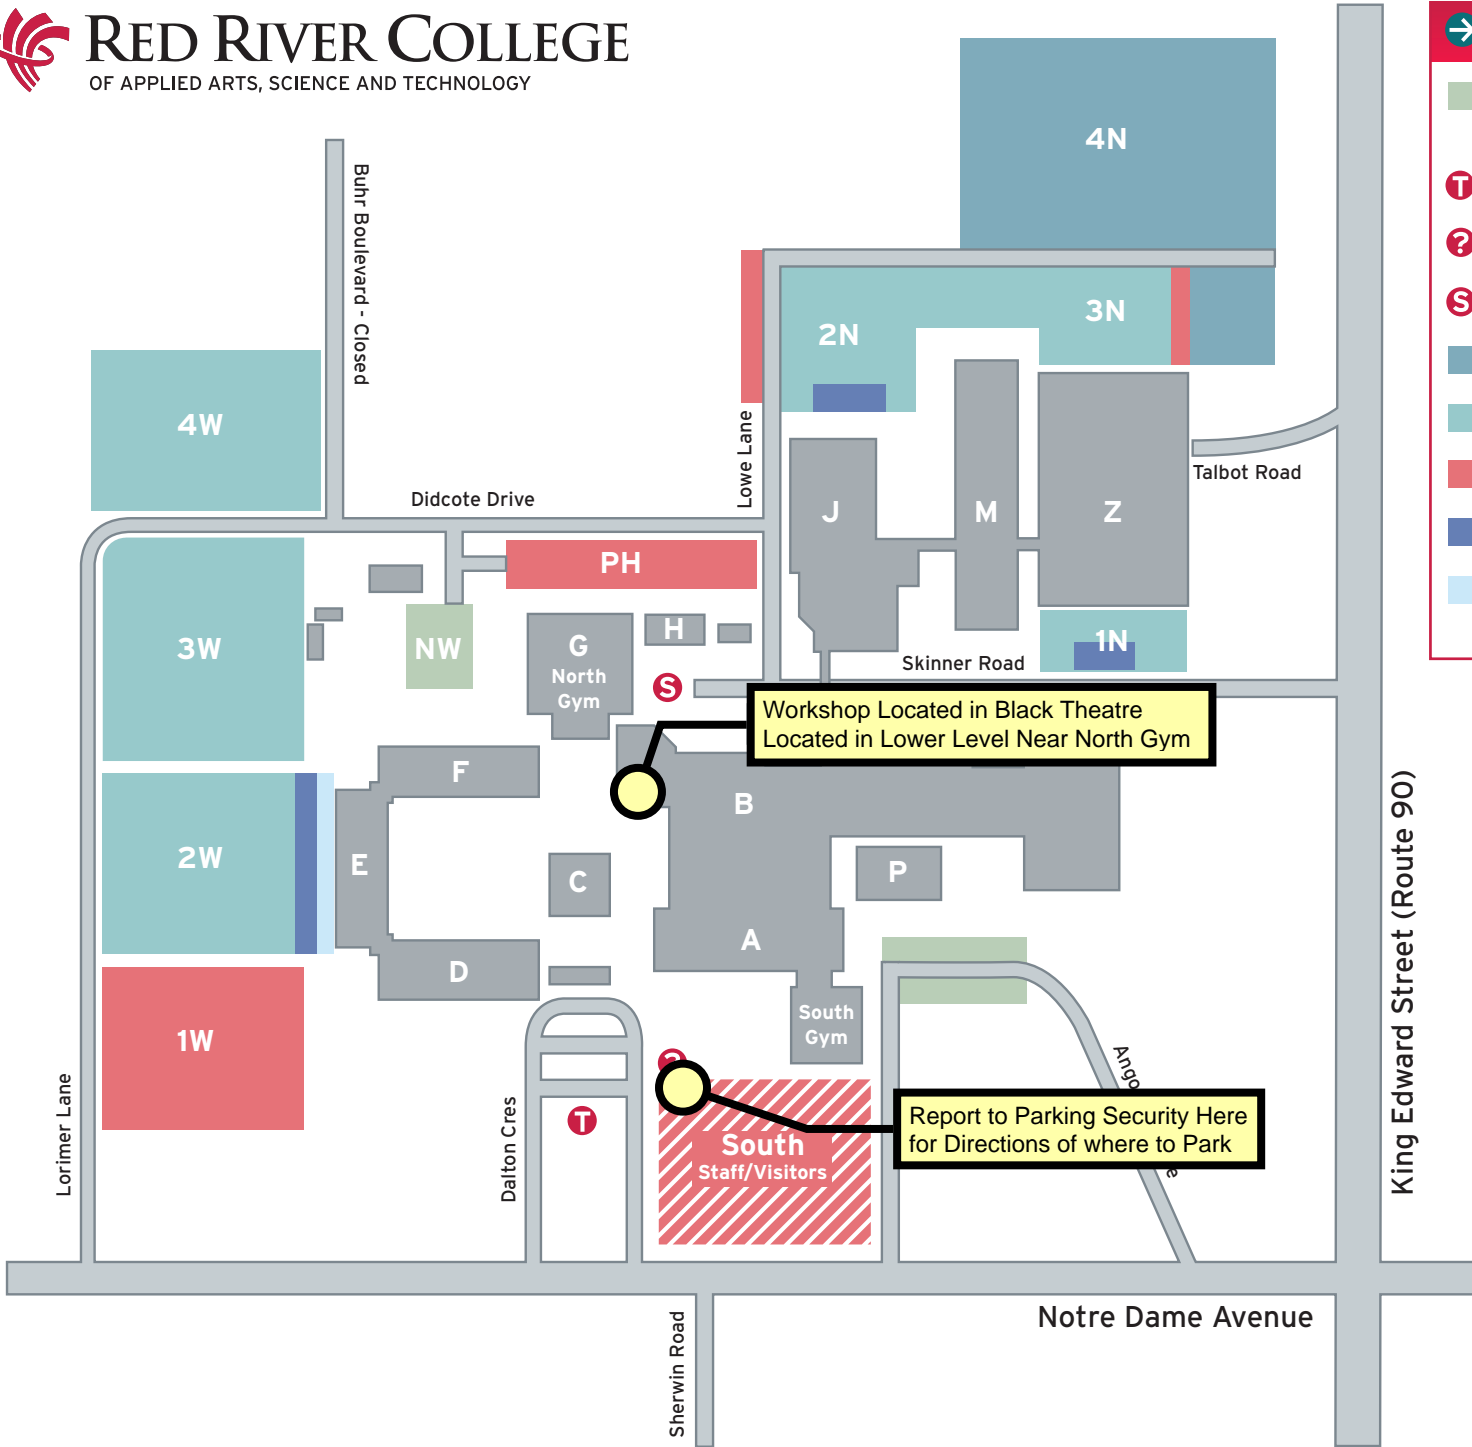 RED RIVER COLLEGE
OF APPLIED ARTS, SCIENCE AND TECHNOLOGY
4N
Buhr Boulevard - Closed
T
?
S
2N
3N
4W
Lowe Lane
Talbot Road
Didcote Drive
J
M
Z
PH
3W
NW
G
North
Gym
H
1N
Skinner Road
S
Workshop Located in Black Theatre
Located in Lower Level Near North Gym
F
B
King Edward Street (Route 90)
2W
E
C
P
A
D
South
Gym
1W
Lorimer Lane
Dalton Cres
T
Report to Parking Security Here
for Directions of where to Park
South
Staff/Visitors
Notre Dame Avenue
Sherwin Road